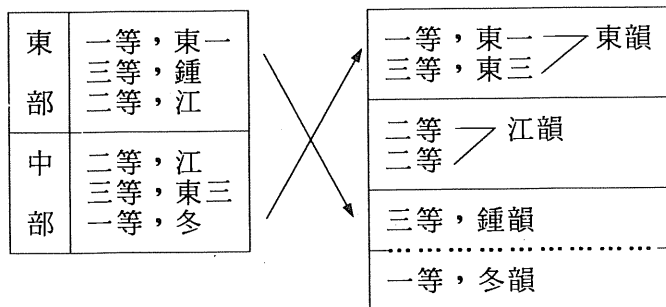 東部
一等，東一
三等，鍾
二等，江
中部
二等，江
三等，東三
一等，冬
一等，東一
三等，東三
東韻
二等
二等
江韻
三等，鍾韻
一等，冬韻